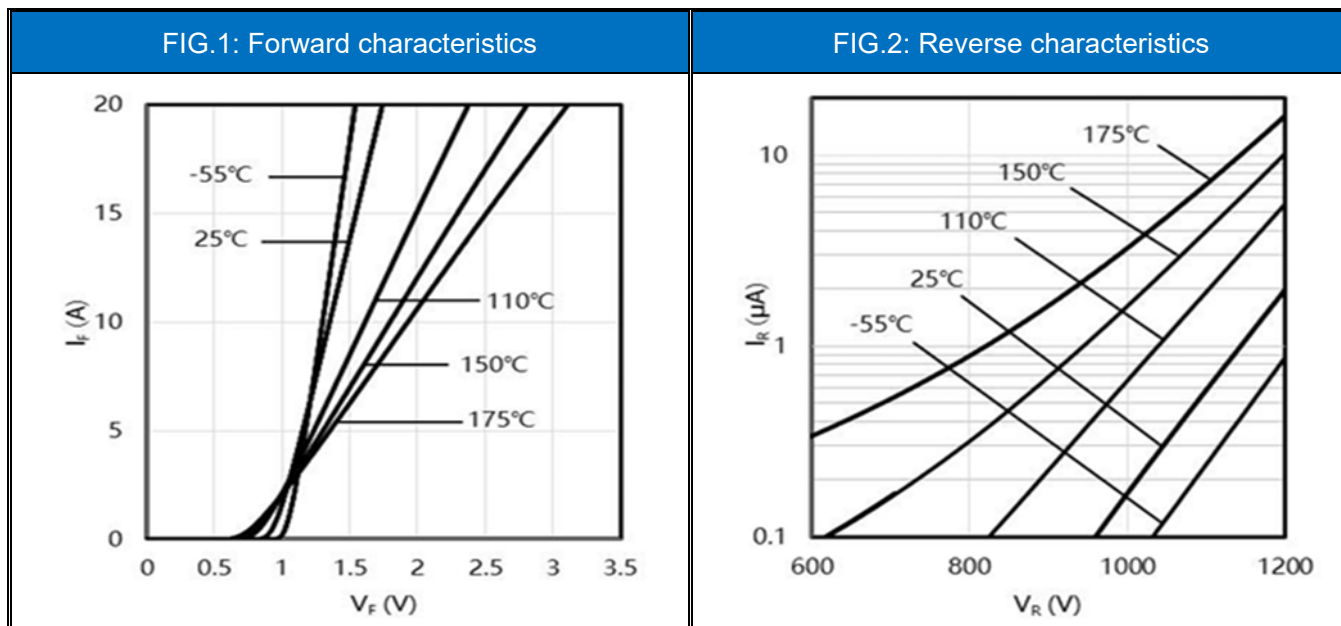 FIG.1: Forward characteristics
20
15
10
5
0
I_F (A)
-55℃
25℃
110℃
150℃
175℃
0 0.5 1 1.5 2 2.5 3 3.5
V_F (V)
FIG.2: Reverse characteristics
10
1
0.1
I_R (μA)
175℃
150℃
110℃
25℃
-55℃
600 800 1000 1200
V_R (V)